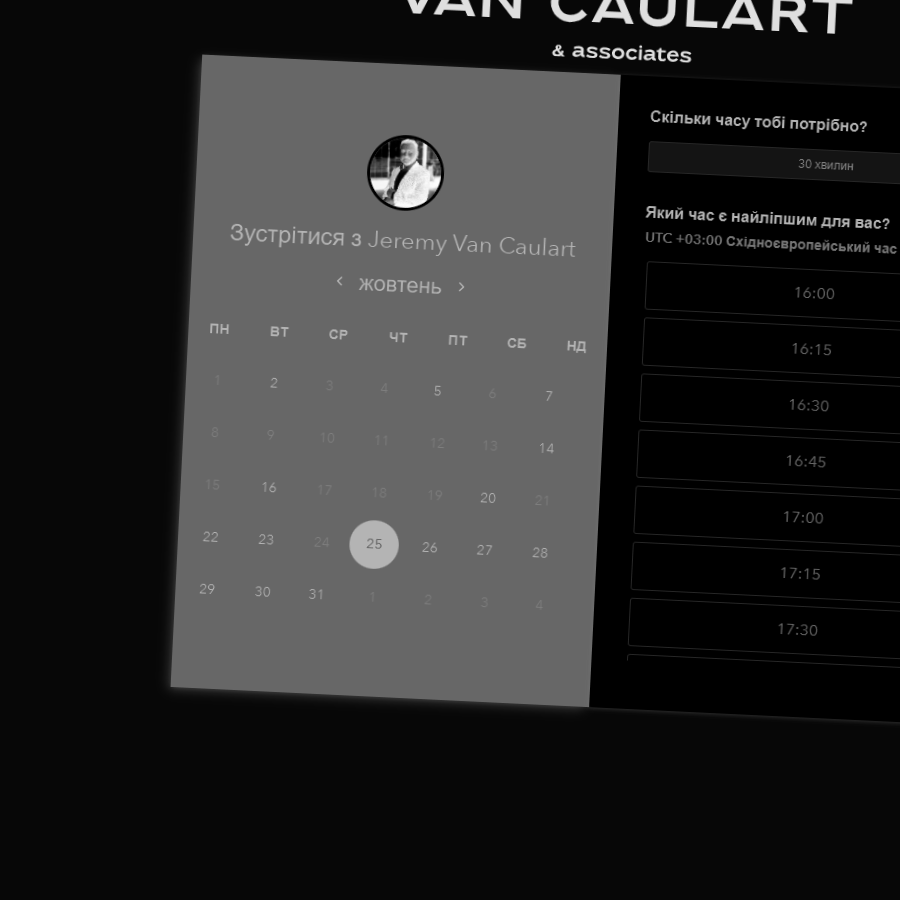 VAN CAULART
& associates
Зустрітися з Jeremy Van Caulart
‹ жовтень ›
ПН ВТ СР ЧТ ПТ СБ НД
1 2 3 4 5 6 7
8 9 10 11 12 13 14
15 16 17 18 19 20 21
22 23 24 25 26 27 28
29 30 31 1 2 3 4
Скільки часу тобі потрібно?
30 хвилин
Який час є найліпшим для вас?
UTC +03:00 Східноєвропейський час
16:00
16:15
16:30
16:45
17:00
17:15
17:30